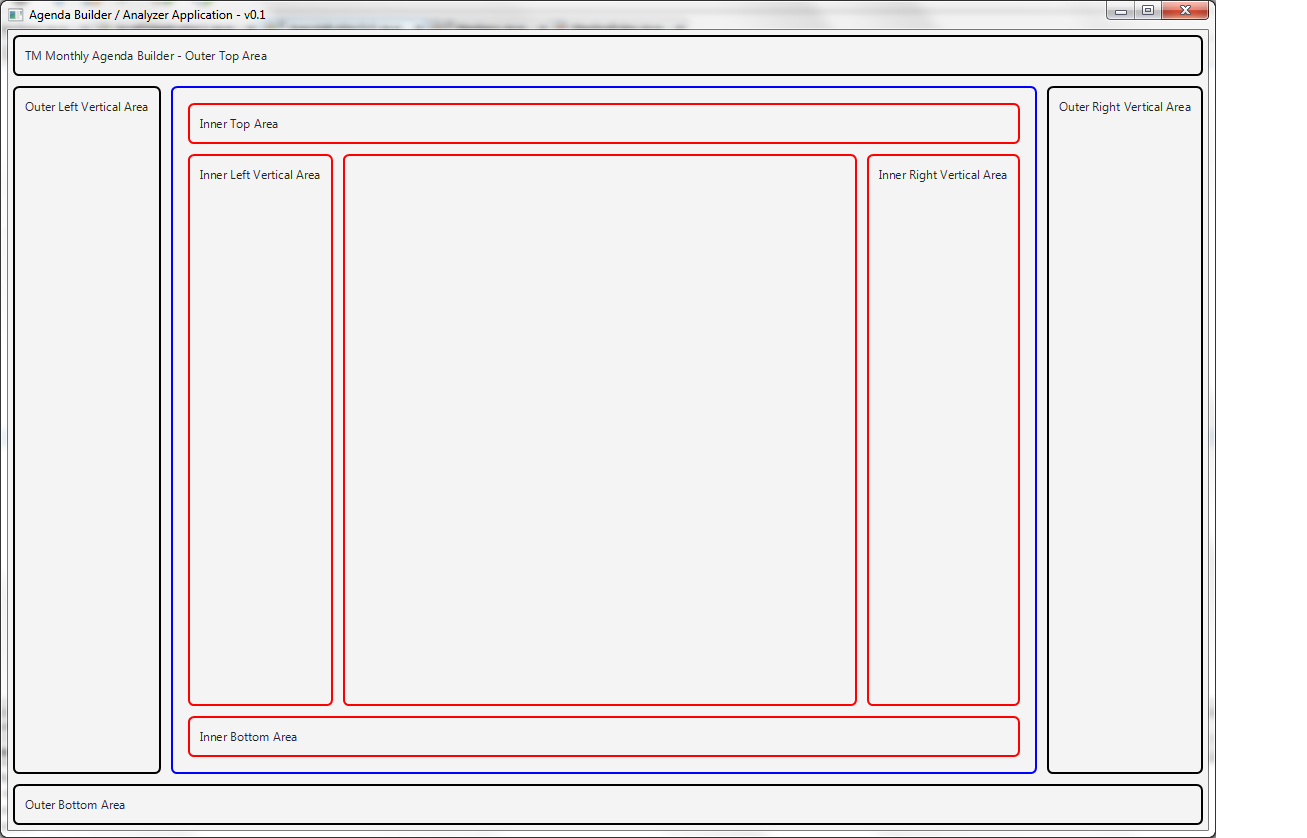 Agenda Builder / Analyzer Application - v0.1
TM Monthly Agenda Builder - Outer Top Area
Outer Left Vertical Area
Inner Top Area
Inner Left Vertical Area
Inner Right Vertical Area
Inner Bottom Area
Outer Right Vertical Area
Outer Bottom Area